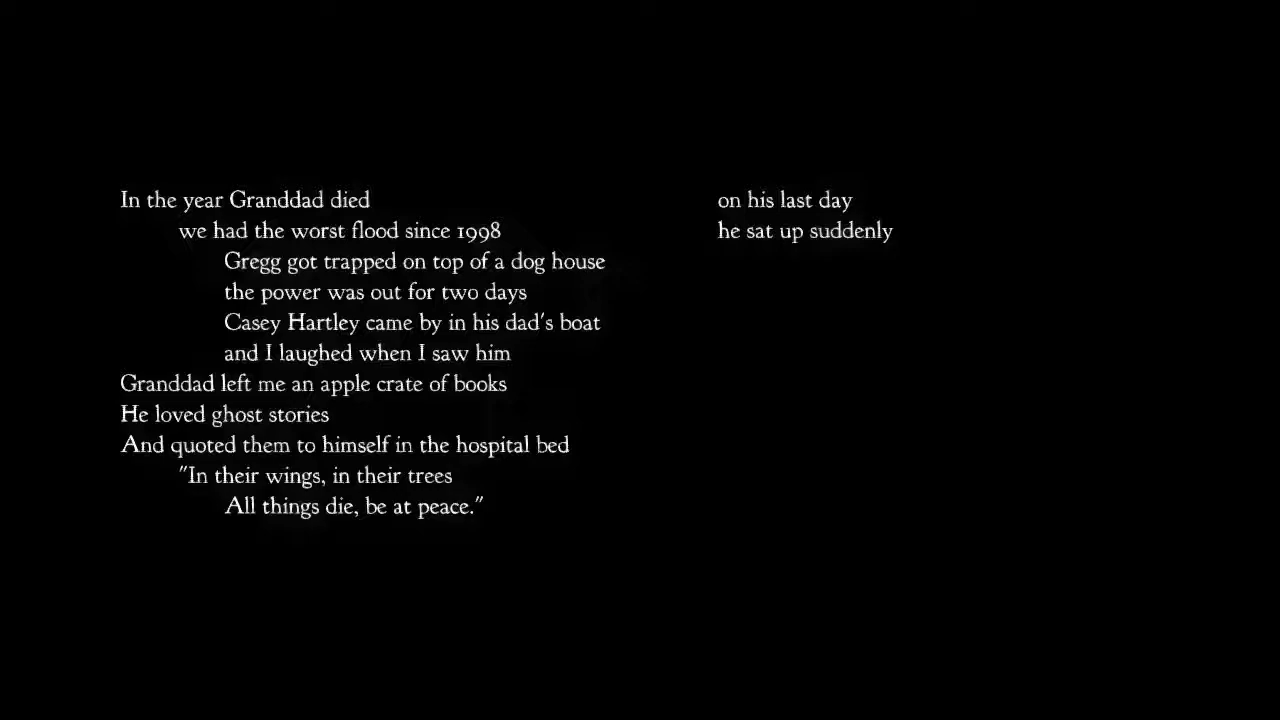 In the year Granddad died
we had the worst flood since 1998
Gregg got trapped on top of a dog house
the power was out for two days
Casey Hartley came by in his dad's boat
and I laughed when I saw him
Granddad left me an apple crate of books
He loved ghost stories
And quoted them to himself in the hospital bed
"In their wings, in their trees
All things die, be at peace."
on his last day
he sat up suddenly